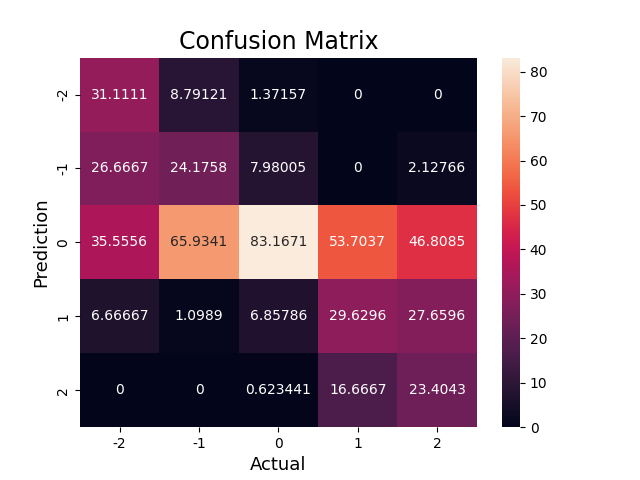 Confusion Matrix
Prediction
-2 31.1111 8.79121 1.37157 0 0
-1 26.6667 24.1758 7.98005 0 2.12766
0 35.5556 65.9341 83.1671 53.7037 46.8085
1 6.66667 1.0989 6.85786 29.6296 27.6596
2 0 0 0.623441 16.6667 23.4043
-2 -1 0 1 2
Actual
80
70
60
50
40
30
20
10
0